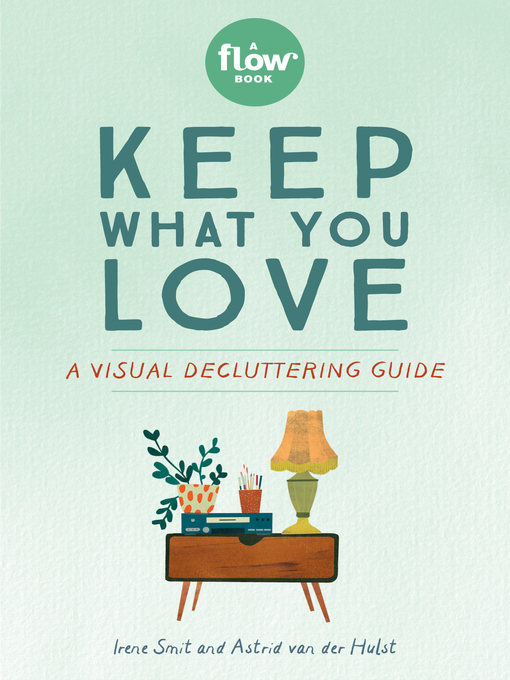 A
flow
BOOK
KEEP
WHAT YOU
LOVE
A VISUAL DECLUTTERING GUIDE
Irene Smit and Astrid van der Hulst